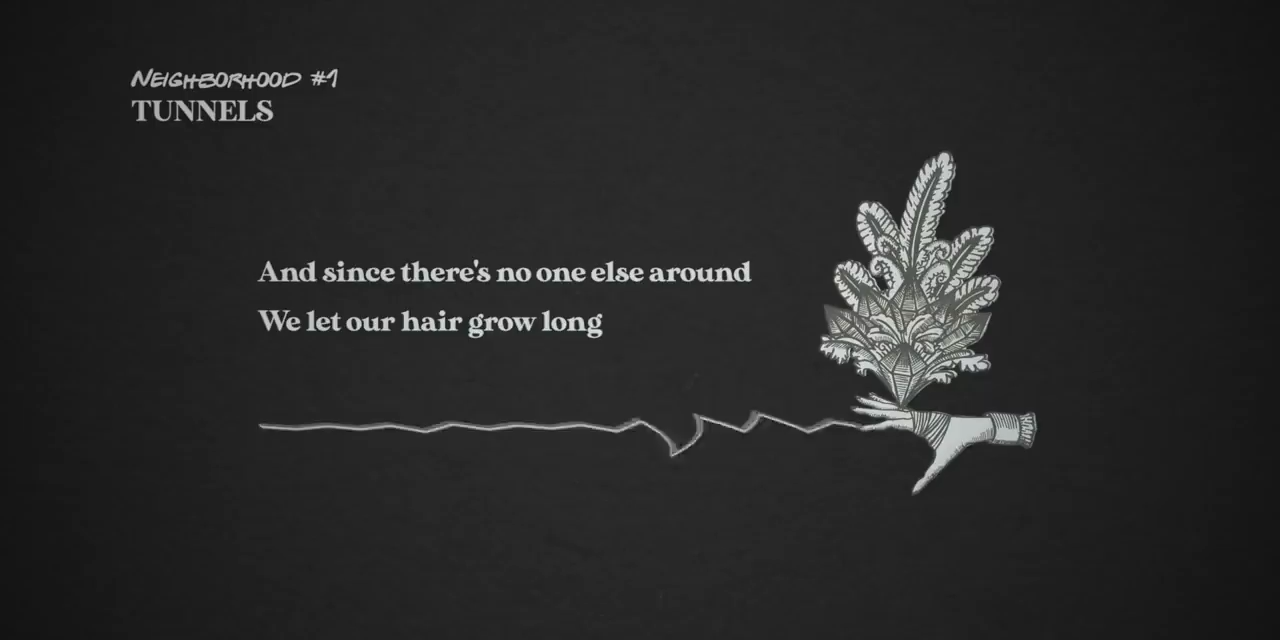 NEIGHBORHOOD #1
TUNNELS
And since there's no one else around
We let our hair grow long